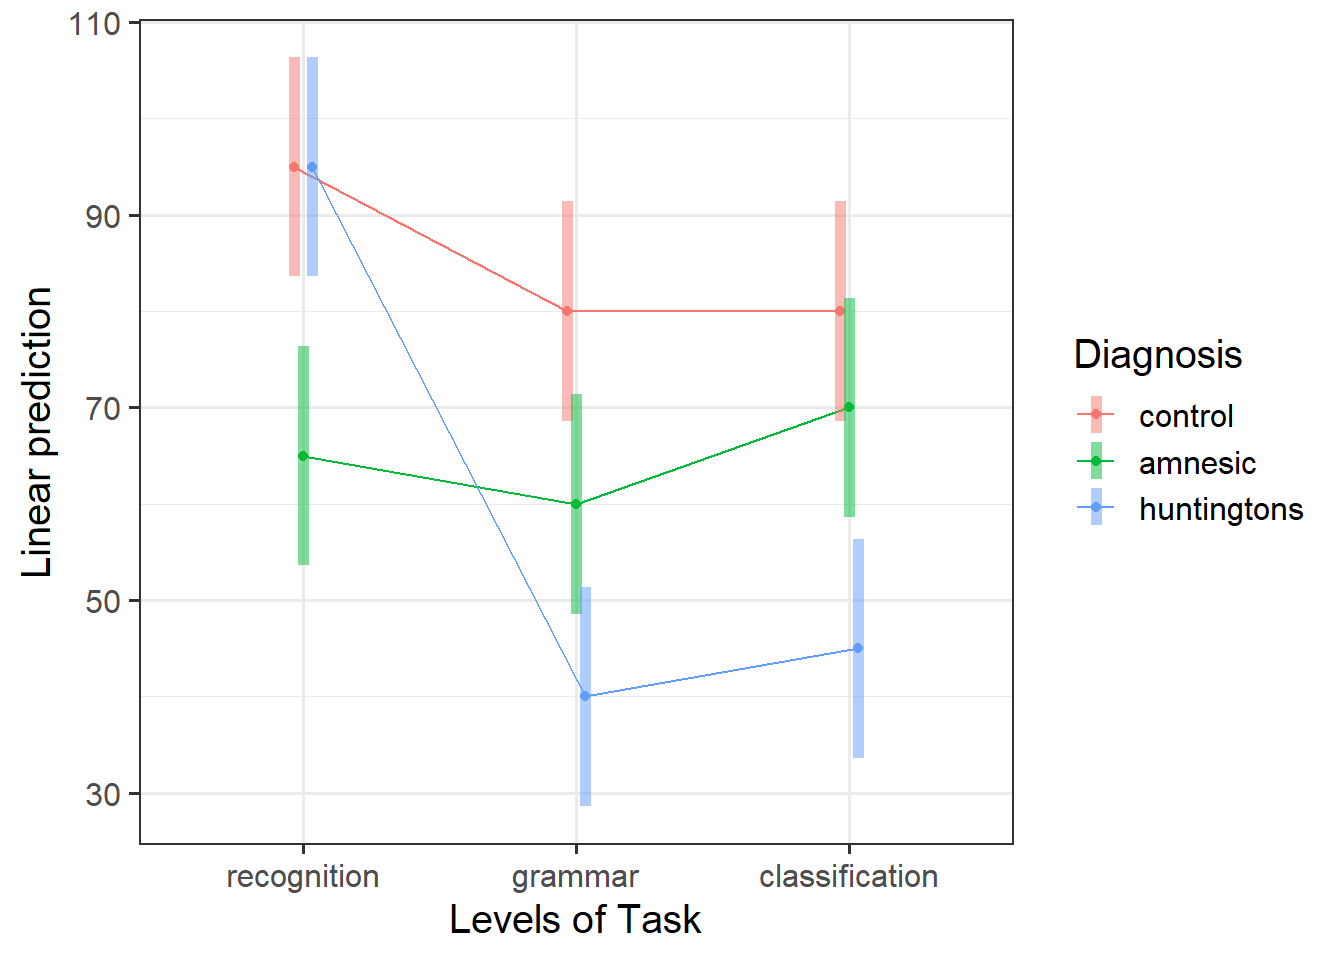 110
90
70
50
30
Linear prediction
recognition
grammar
classification
Levels of Task
Diagnosis
control
amnesic
huntingtons